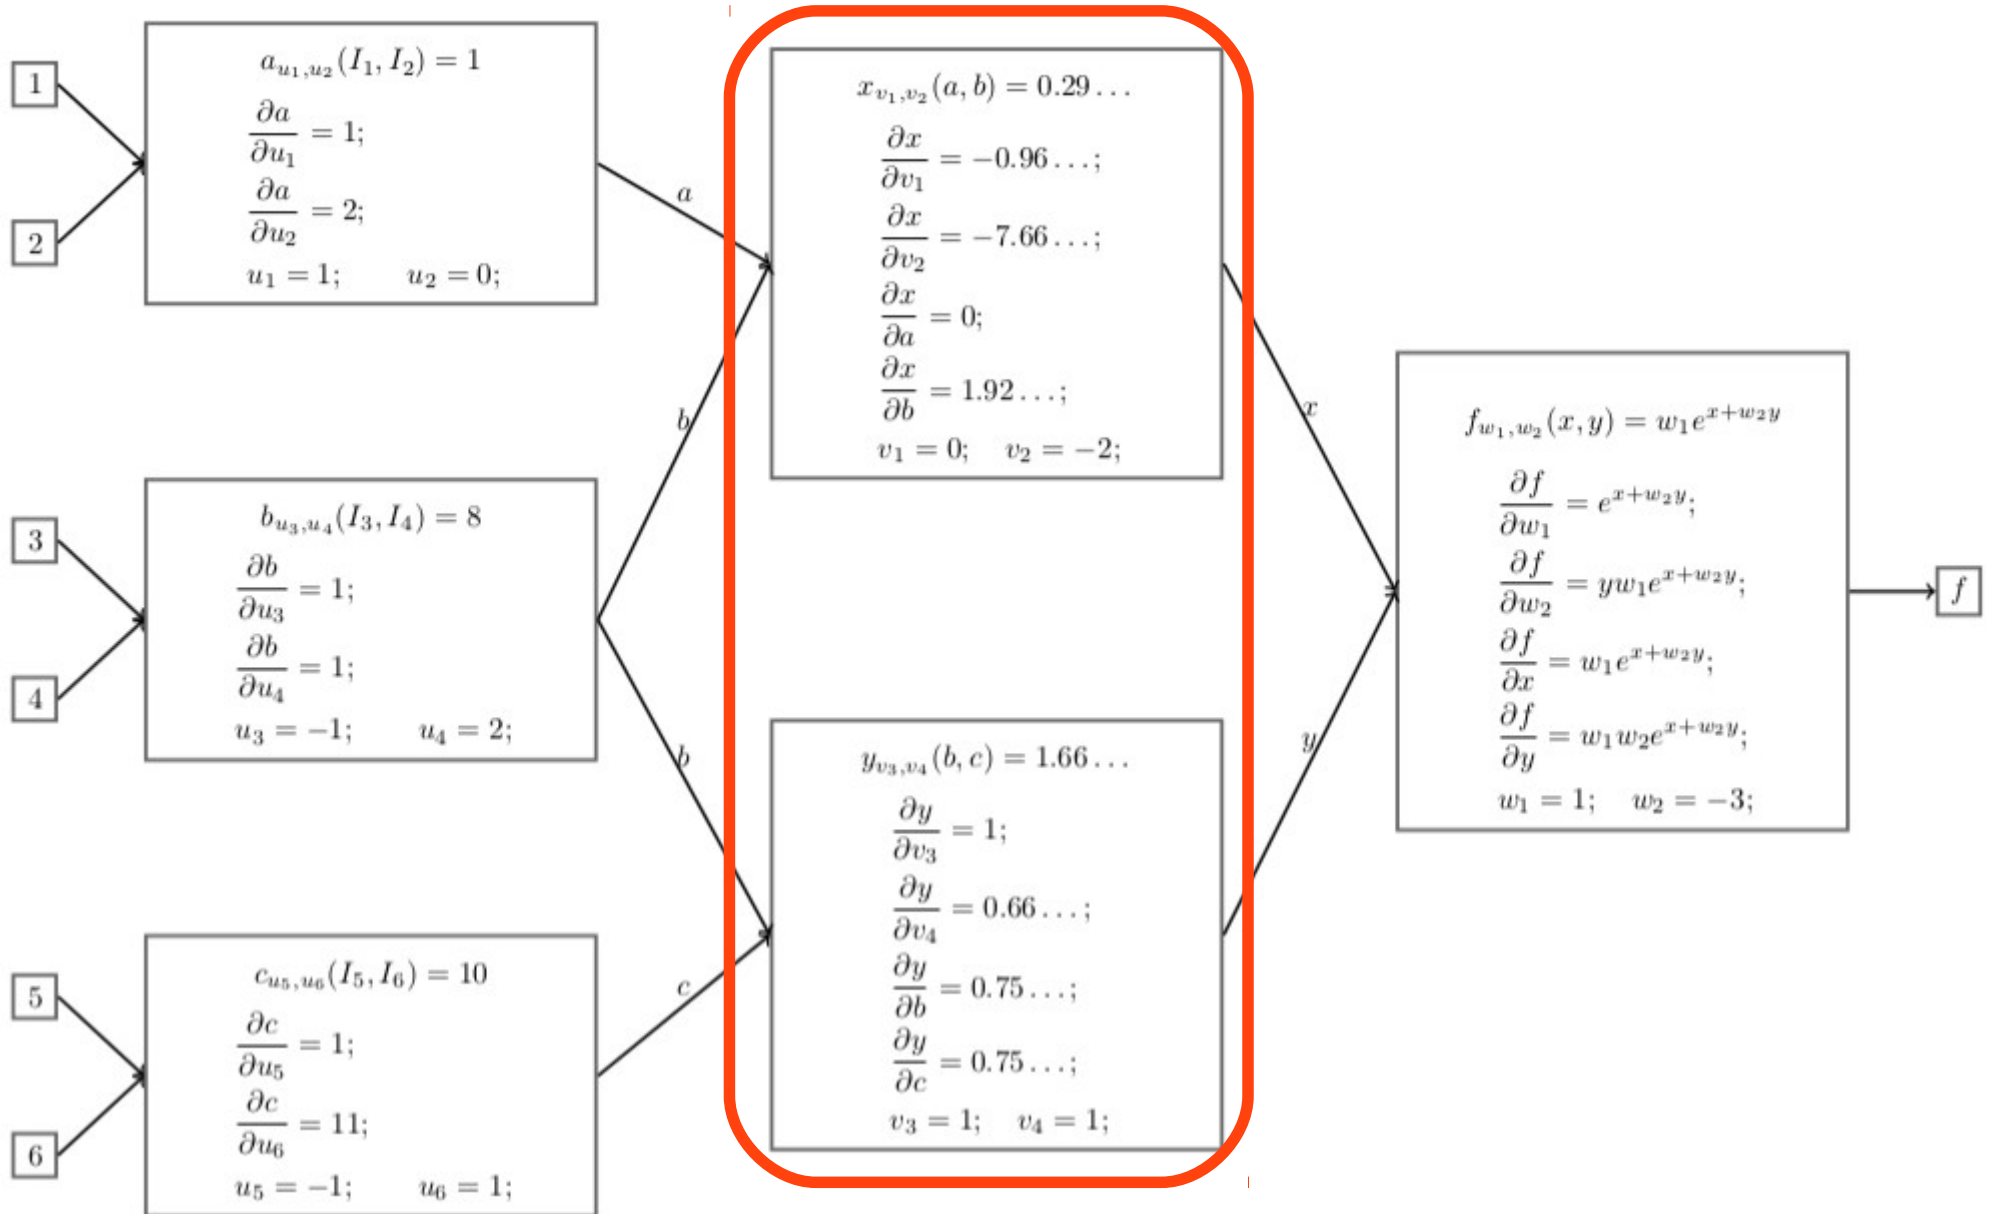 1
2
a_{u_1,u_2}(I_1, I_2) = 1
∂a/∂u_1 = 1;
∂a/∂u_2 = 2;
u_1 = 1; u_2 = 0;
3
4
b_{u_3,u_4}(I_3, I_4) = 8
∂b/∂u_3 = 1;
∂b/∂u_4 = 1;
u_3 = −1; u_4 = 2;
5
6
c_{u_5,u_6}(I_5, I_6) = 10
∂c/∂u_5 = 1;
∂c/∂u_6 = 11;
u_5 = −1; u_6 = 1;
a
b
b
c
x_{v_1,v_2}(a, b) = 0.29...
∂x/∂v_1 = −0.96...;
∂x/∂v_2 = −7.66...;
∂x/∂a = 0;
∂x/∂b = 1.92...;
v_1 = 0; v_2 = −2;
y_{v_3,v_4}(b, c) = 1.66...
∂y/∂v_3 = 1;
∂y/∂v_4 = 0.66...;
∂y/∂b = 0.75...;
∂y/∂c = 0.75...;
v_3 = 1; v_4 = 1;
x
y
f_{w_1,w_2}(x, y) = w_1e^{x+w_2y}
∂f/∂w_1 = e^{x+w_2y};
∂f/∂w_2 = yw_1e^{x+w_2y};
∂f/∂x = w_1e^{x+w_2y};
∂f/∂y = w_1w_2e^{x+w_2y};
w_1 = 1; w_2 = −3;
f